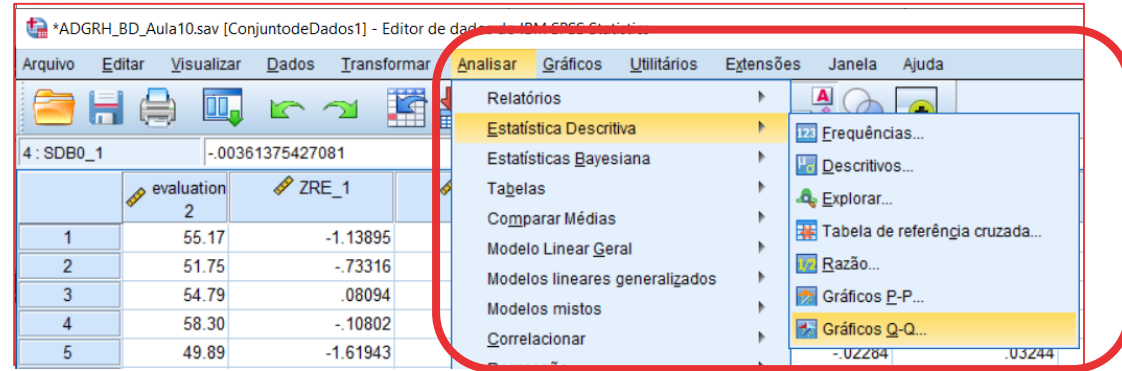 *ADGRH_BD_Aula10.sav [ConjuntodeDados1] - Editor de dados do IBM SPSS Statistics
Arquivo Editar Visualizar Dados Transformar Analisar Gráficos Utilitários Extensões Janela Ajuda
Relatórios
Estatística Descritiva
Estatísticas Bayesiana
Tabelas
Comparar Médias
Modelo Linear Geral
Modelos lineares generalizados
Modelos mistos
Correlacionar
Frequências...
Descritivos...
Explorar...
Tabela de referência cruzada...
Razão...
Gráficos P-P...
Gráficos Q-Q...
4 : SDB0_1 -.00361375427081
evaluation2 ZRE_1
1 55.17 -1.13895
2 51.75 -.73316
3 54.79 .08094
4 58.30 -.10802
5 49.89 -1.61943 -.02284 .03244